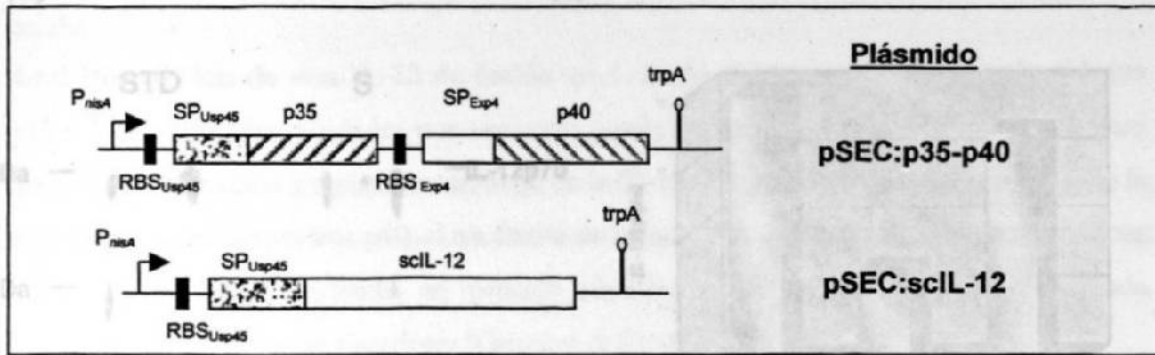 Plásmido
trpA
PnisA SPUsp45 p35 SPExp4 p40
pSEC:p35-p40
RBSUsp45 RBSExp4
trpA
PnisA SPUsp45 scIL-12
pSEC:scIL-12
RBSUsp45